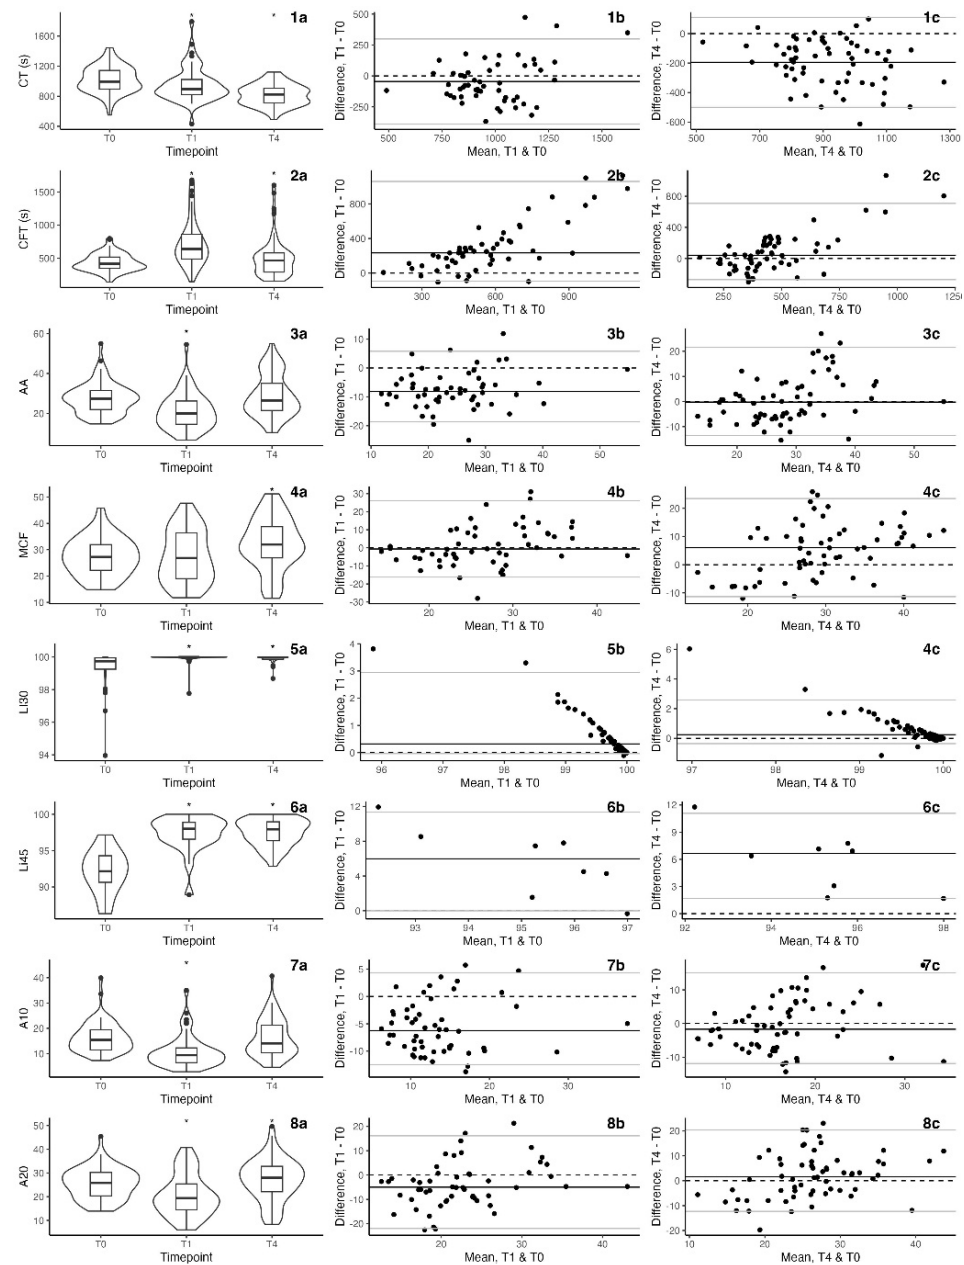 1a
CT (s)
1600
1200
800
400
*
*
T0
T1
T4
Timepoint
1b
Difference, T1 - T0
500
250
0
-250
500
750
1000
1250
1500
Mean, T1 & T0
1c
Difference, T4 - T0
0
-200
-400
-600
500
700
900
1100
1300
Mean, T4 & T0
2a
CFT (s)
1500
1000
500
*
*
T0
T1
T4
Timepoint
2b
Difference, T1 - T0
800
400
0
300
600
900
Mean, T1 & T0
2c
Difference, T4 - T0
800
400
0
250
500
750
1000
125
Mean, T4 & T0
3a
AA
60
40
20
*
T0
T1
T4
Timepoint
3b
Difference, T1 - T0
10
0
-10
-20
10
20
30
40
50
Mean, T1 & T0
3c
Difference, T4 - T0
20
10
0
-10
20
30
40
50
Mean, T4 & T0
4a
MCF
50
40
30
20
10
*
T0
T1
T4
Timepoint
4b
Difference, T1 - T0
30
20
10
0
-10
-20
-30
20
30
40
Mean, T1 & T0
4c
Difference, T4 - T0
20
10
0
-10
20
30
40
Mean, T4 & T0
5a
LI30
100
98
96
94
*
*
T0
T1
T4
Timepoint
5b
Difference, T1 - T0
4
3
2
1
0
96
97
98
99
100
Mean, T1 & T0
4c
Difference, T4 - T0
6
4
2
0
97
98
99
100
Mean, T4 & T0
6a
Li45
100
95
90
*
*
T0
T1
T4
Timepoint
6b
Difference, T1 - T0
12
8
4
0
93
94
95
96
97
Mean, T1 & T0
6c
Difference, T4 - T0
12
9
6
3
0
92
94
96
98
Mean, T4 & T0
7a
A10
40
30
20
10
*
T0
T1
T4
Timepoint
7b
Difference, T1 - T0
5
0
-5
-10
10
20
30
Mean, T1 & T0
7c
Difference, T4 - T0
10
0
-10
10
20
30
Mean, T4 & T0
8a
A20
50
40
30
20
10
*
*
T0
T1
T4
Timepoint
8b
Difference, T1 - T0
20
10
0
-10
-20
20
30
40
Mean, T1 & T0
8c
Difference, T4 - T0
20
10
0
-10
-20
10
20
30
40
Mean, T4 & T0